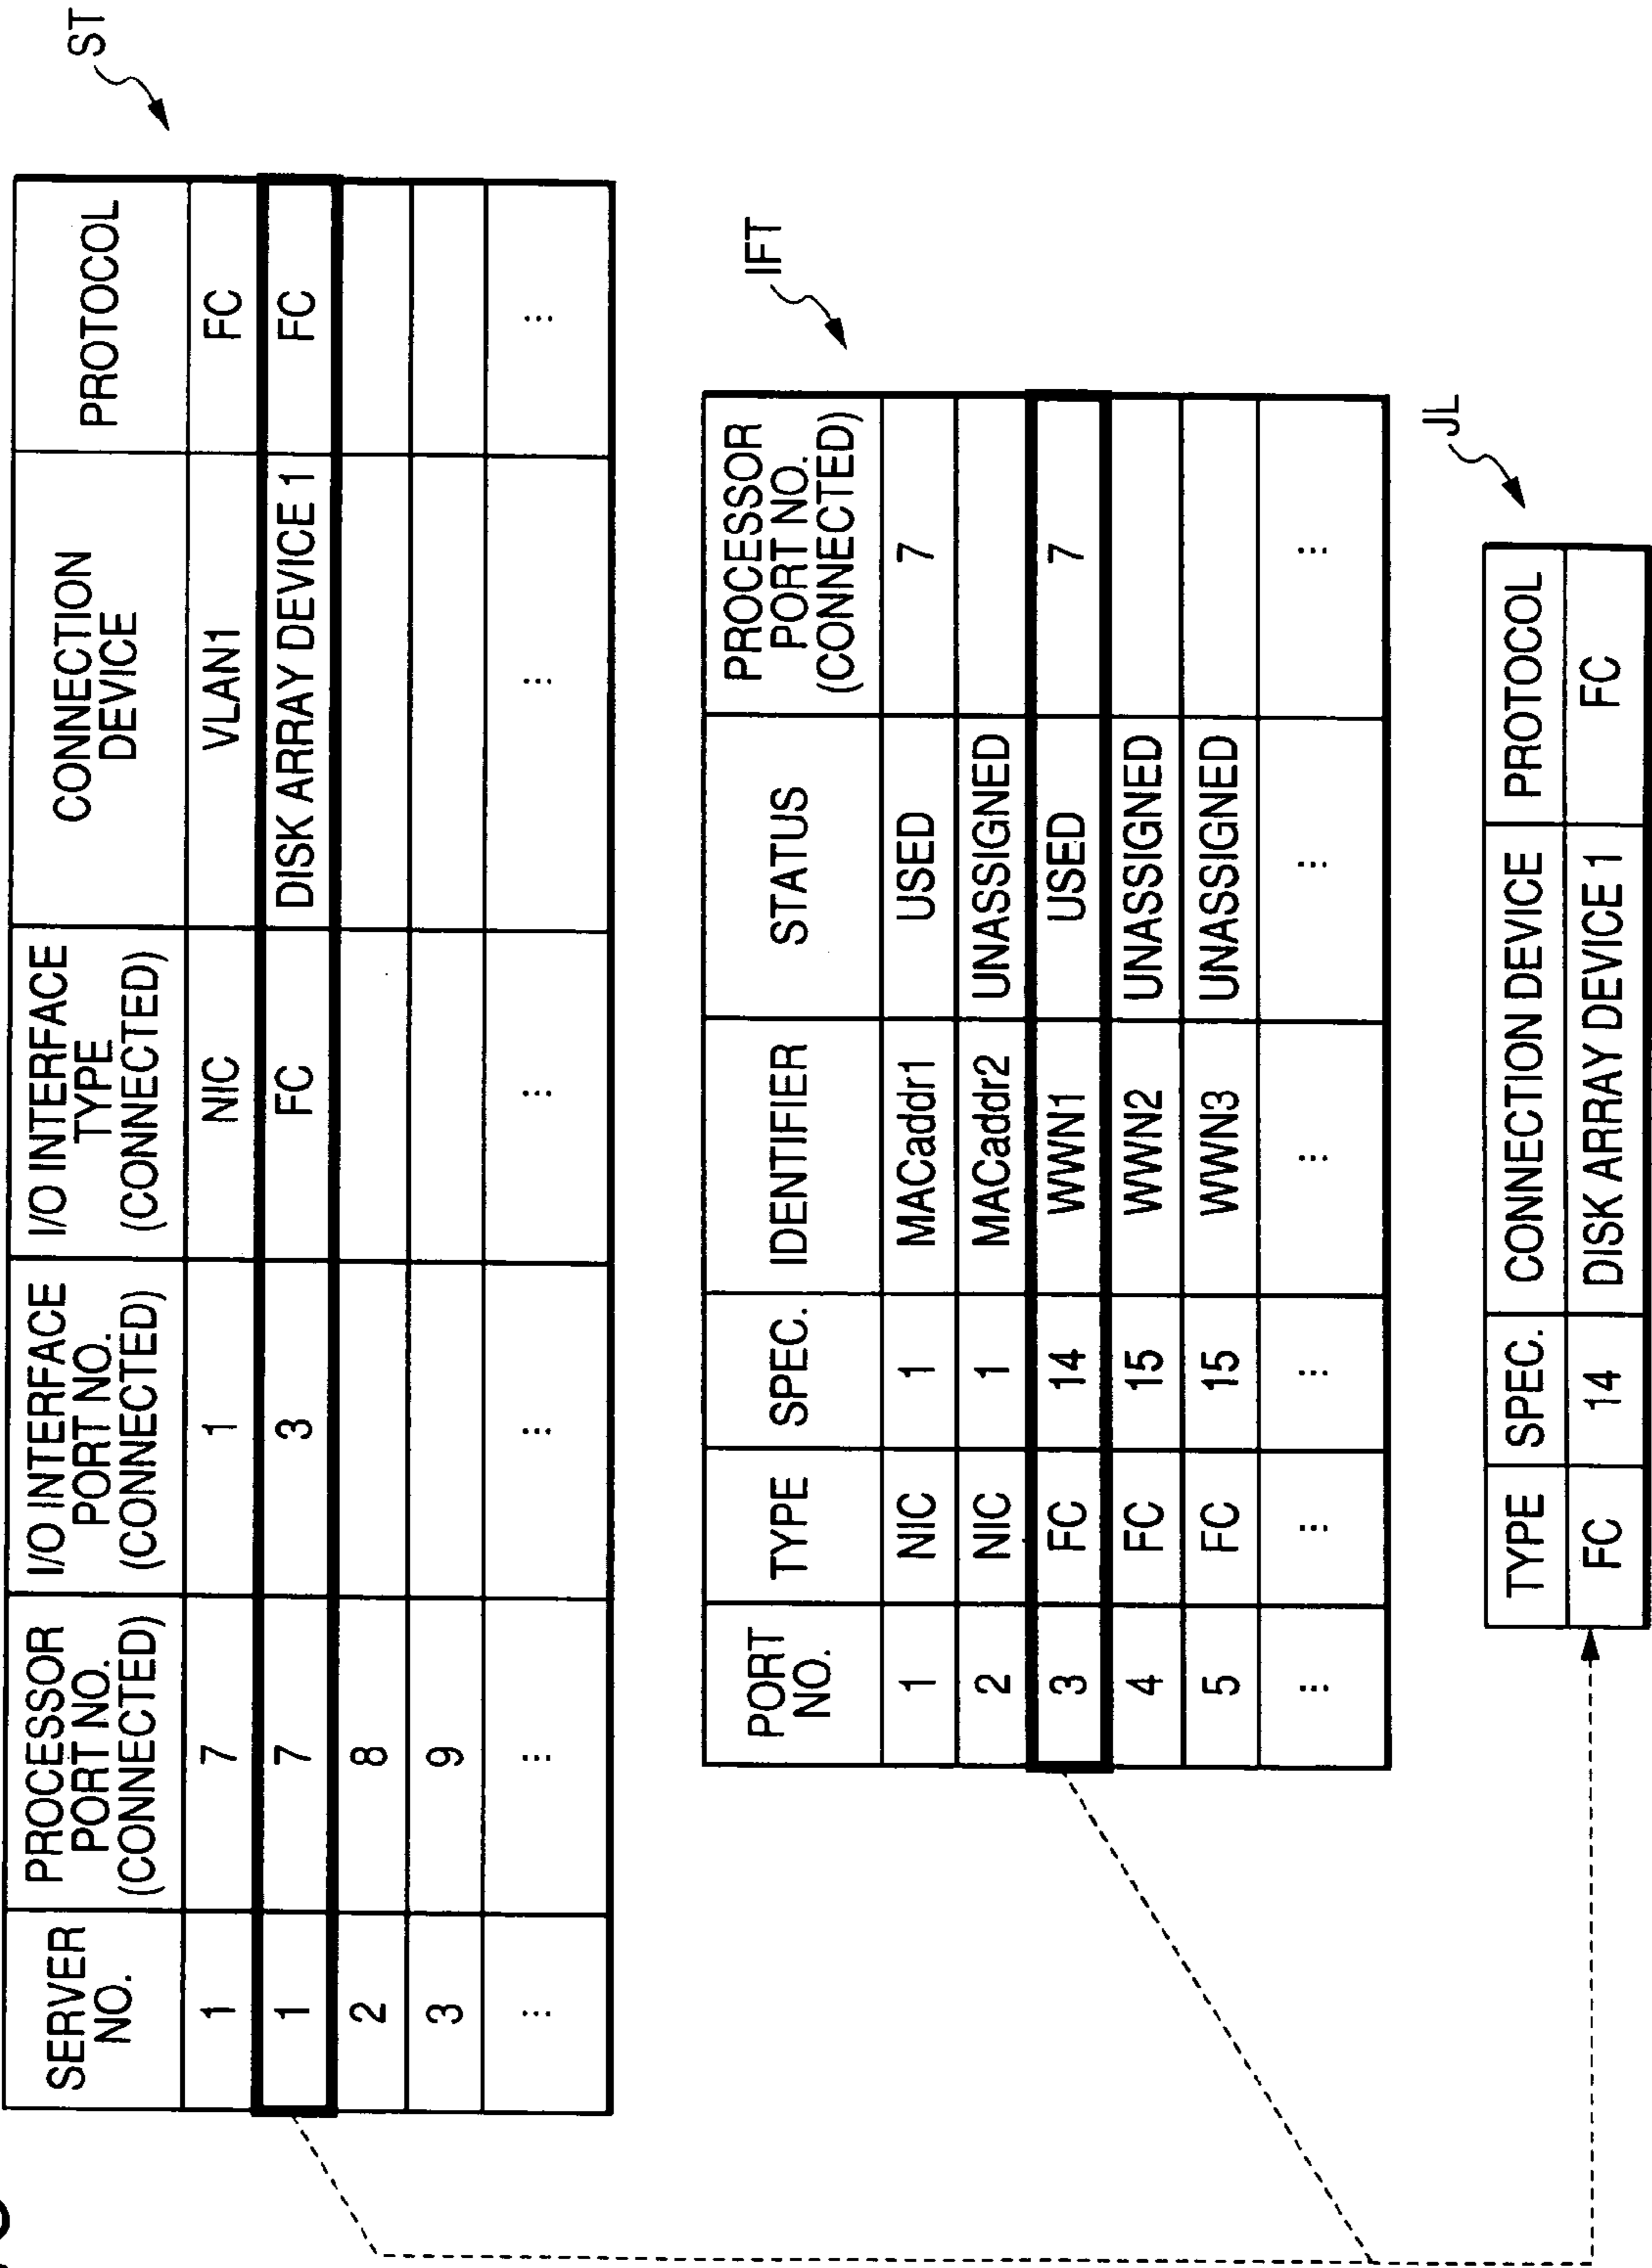 ST
SERVER NO. PROCESSOR PORT NO. (CONNECTED) I/O INTERFACE PORT NO. (CONNECTED) I/O INTERFACE TYPE (CONNECTED) CONNECTION DEVICE PROTOCOL
1 7 1 NIC VLAN1 FC
1 7 3 FC DISK ARRAY DEVICE 1 FC
2 8
3 9
... ... ... ... ... ...
IFT
PORT NO. TYPE SPEC. IDENTIFIER STATUS PROCESSOR PORT NO. (CONNECTED)
1 NIC 1 MACaddr1 USED 7
2 NIC 1 MACaddr2 UNASSIGNED
3 FC 14 WWN1 USED 7
4 FC 15 WWN2 UNASSIGNED
5 FC 15 WWN3 UNASSIGNED
... ... ... ... ... ...
JL
TYPE SPEC. CONNECTION DEVICE PROTOCOL
FC 14 DISK ARRAY DEVICE 1 FC